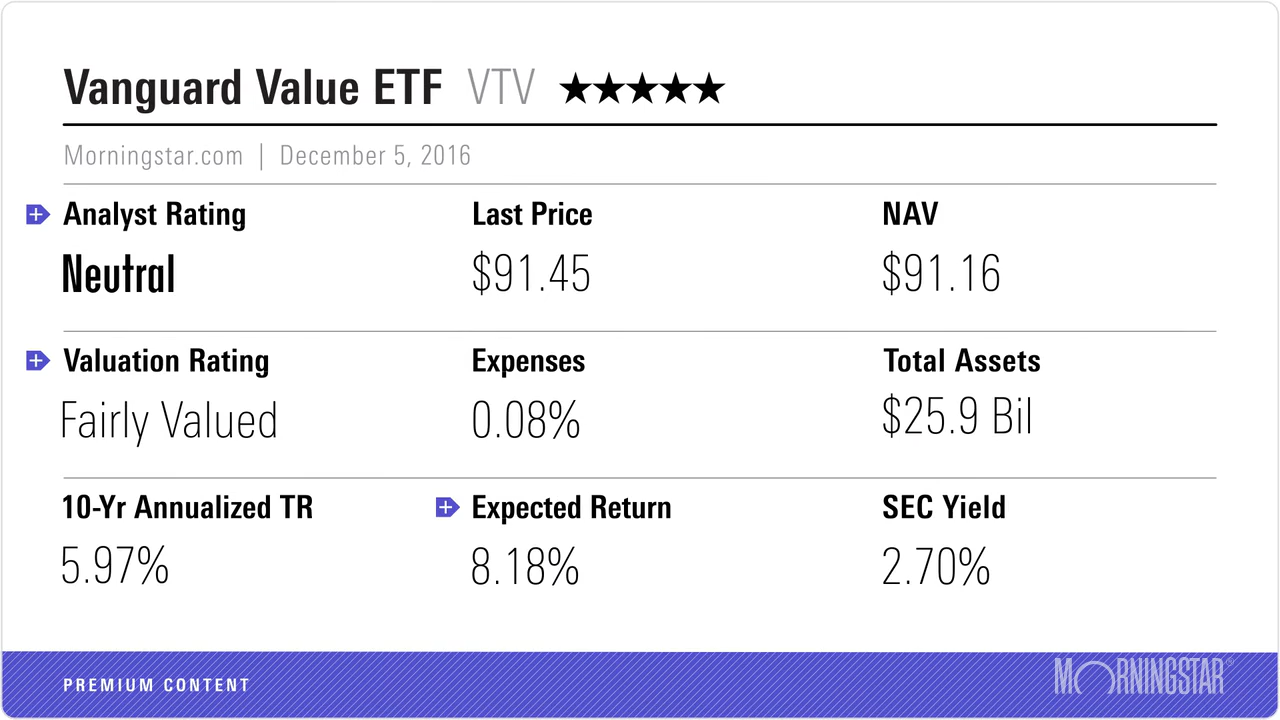 Vanguard Value ETF VTV ★★★★★
Morningstar.com | December 5, 2016
Analyst Rating Last Price NAV
Neutral $91.45 $91.16
Valuation Rating Expenses Total Assets
Fairly Valued 0.08% $25.9 Bil
10-Yr Annualized TR Expected Return SEC Yield
5.97% 8.18% 2.70%
PREMIUM CONTENT MORNINGSTAR®